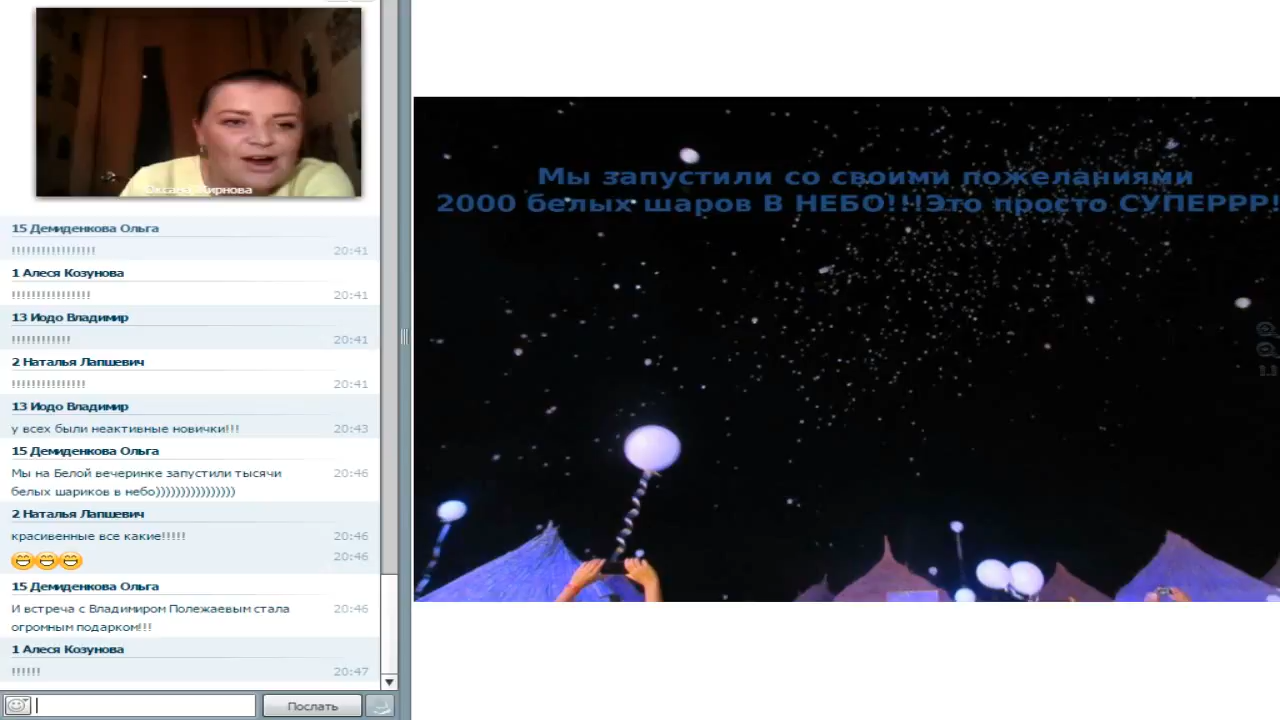 Оксана Жирнова
15 Демиденкова Ольга
!!!!!!!!!!!!!!!!! 20:41
1 Алеся Козунова
!!!!!!!!!!!!!!!! 20:41
13 Иодо Владимир
!!!!!!!!!!!! 20:41
2 Наталья Лапшевич
!!!!!!!!!!!!!!! 20:41
13 Иодо Владимир
у всех были неактивные новички!!! 20:43
15 Демиденкова Ольга
Мы на Белой вечеринке запустили тысячи 20:46
белых шариков в небо))))))))))))))))
2 Наталья Лапшевич
красивенные все какие!!!!! 20:46
20:46
15 Демиденкова Ольга
И встреча с Владимиром Полежаевым стала 20:46
огромным подарком!!!
1 Алеся Козунова
!!!!!! 20:47
Послать
Мы запустили со своими пожеланиями
2000 белых шаров В НЕБО!!!Это просто СУПЕРРР!